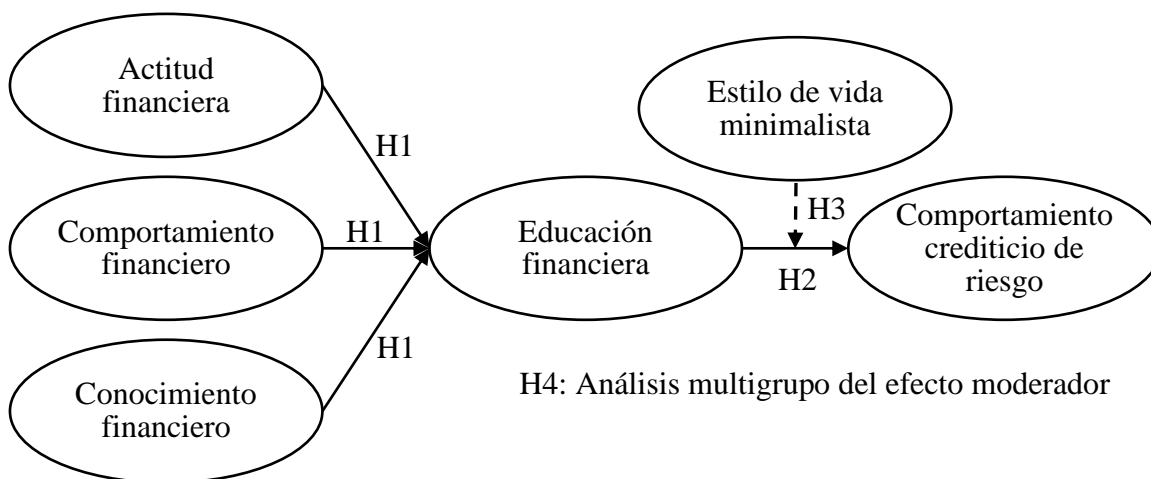 Actitud
financiera
H1
Comportamiento
financiero
H1
Conocimiento
financiero
H1
Educación
financiera
Estilo de vida
minimalista
H3
H2
Comportamiento
crediticio de
riesgo
H4: Análisis multigrupo del efecto moderador